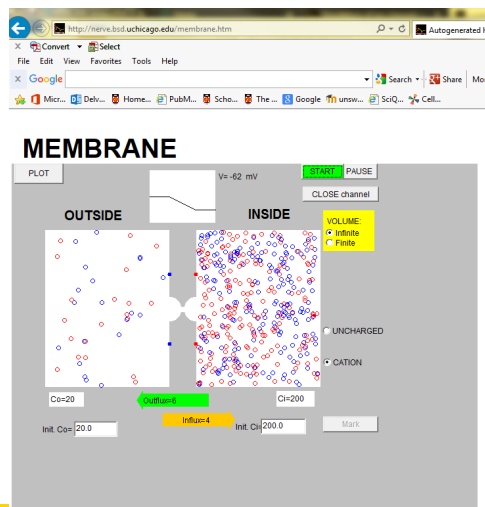 http://nerve.bsd.uchicago.edu/membrane.htm
Autogenerated H
x Convert Select
File Edit View Favorites Tools Help
x Google Search Share Mo
Micr... Delv... Home... PubM... Scho... The ... Google unsw... SciQ... Cell...
MEMBRANE
PLOT
V= -62 mV
START PAUSE
CLOSE channel
OUTSIDE INSIDE
VOLUME:
Infinite
Finite
UNCHARGED
CATION
Co=20 Outflux=6 Ci=200
Influx=4
Init. Co= 20.0 Init. Ci= 200.0 Mark